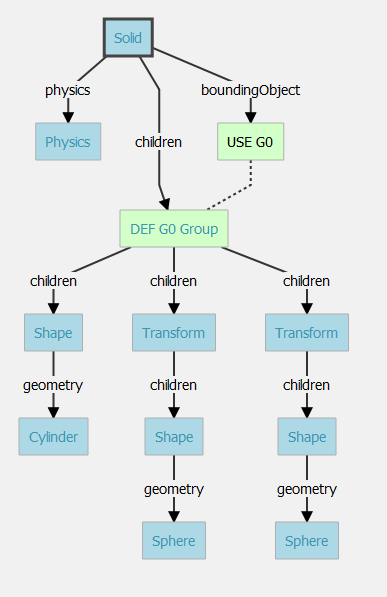 Solid
physics
boundingObject
Physics
children
USE G0
DEF G0 Group
children
children
children
Shape
Transform
Transform
geometry
children
children
Cylinder
Shape
Shape
geometry
geometry
Sphere
Sphere